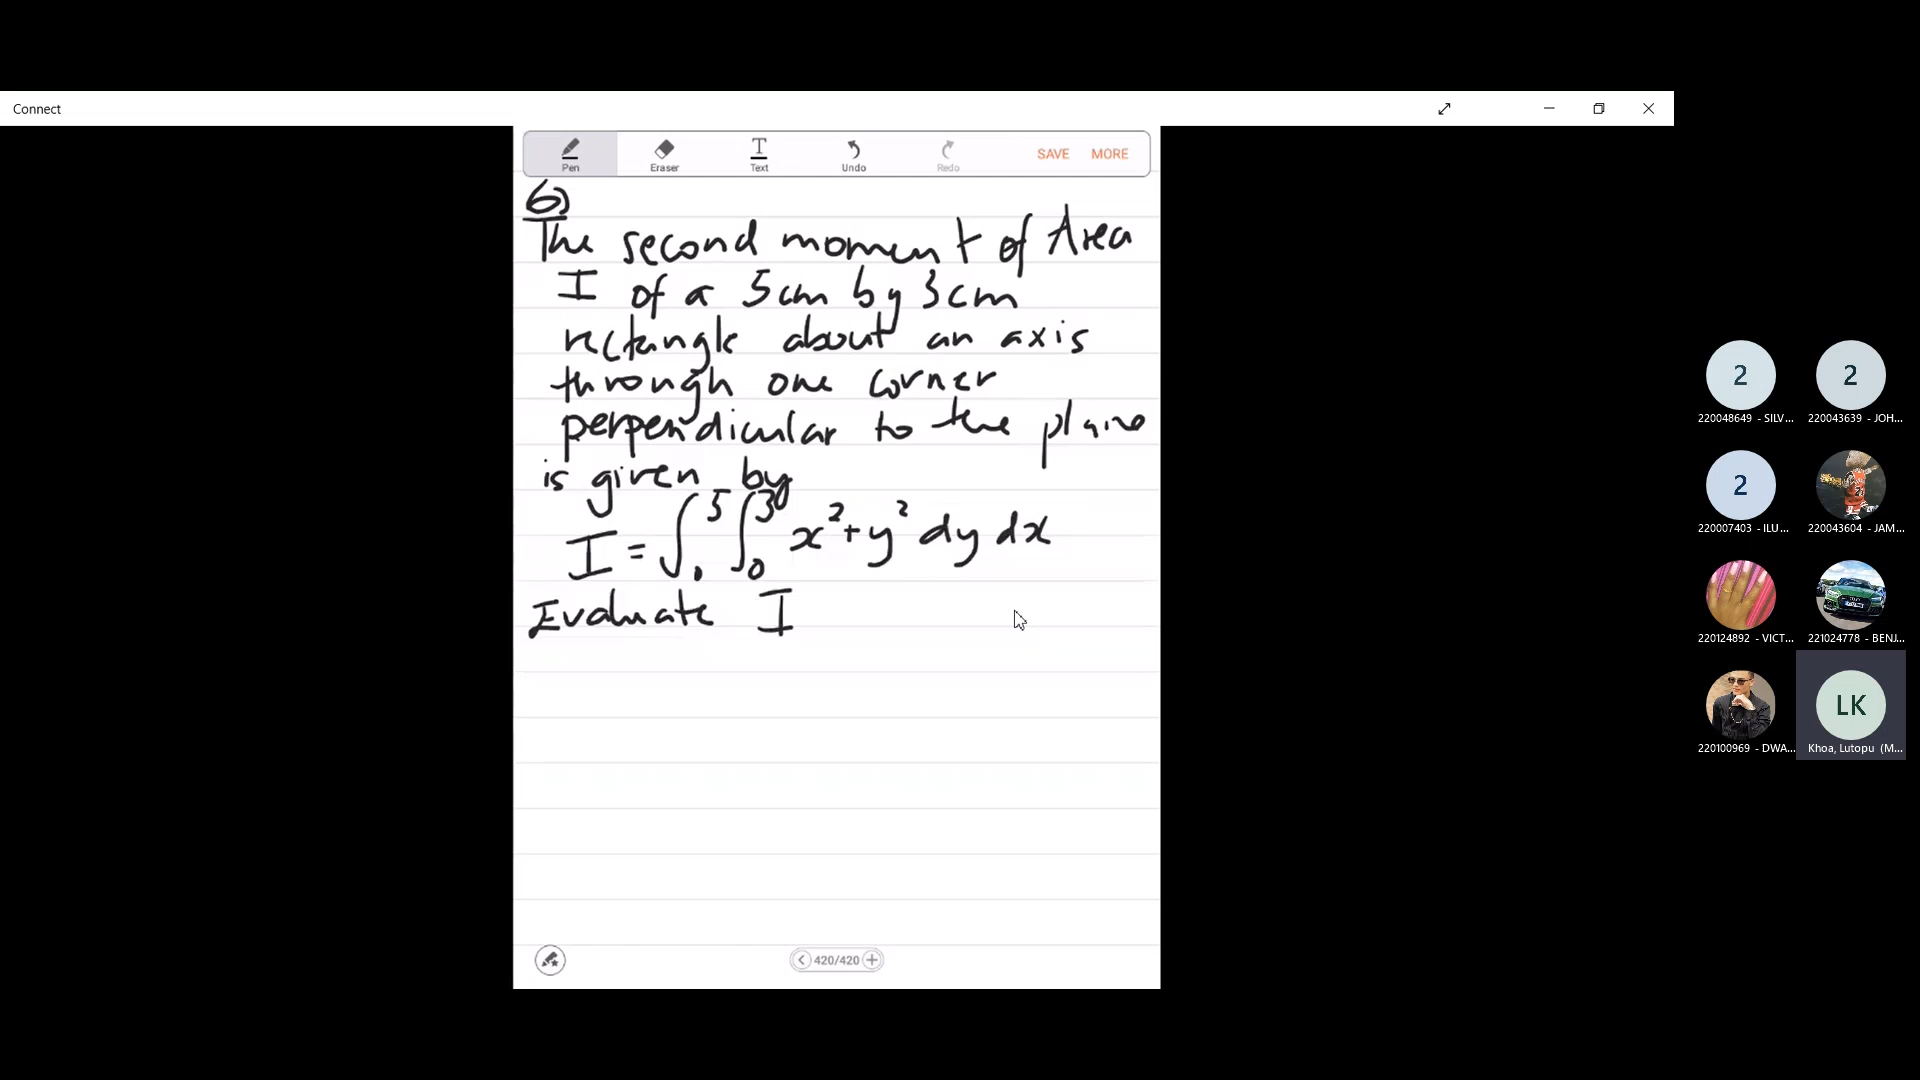 Connect
Pen
Eraser
Text
Undo
Redo
SAVE
MORE
6)
The second moment of Area
I of a 5cm by 3cm
rectangle about an axis
through one corner
perpendicular to the plane
is given by
I = ∫₀⁵ ∫₀³ x² + y² dy dx
Evaluate I
420/420
2
220048649 - SILV...
2
220043639 - JOH...
2
220007403 - ILU...
220043604 - JAM...
220124892 - VICT...
221024778 - BENJ...
220100969 - DWA...
LK
Khoa, Lutopu (M...